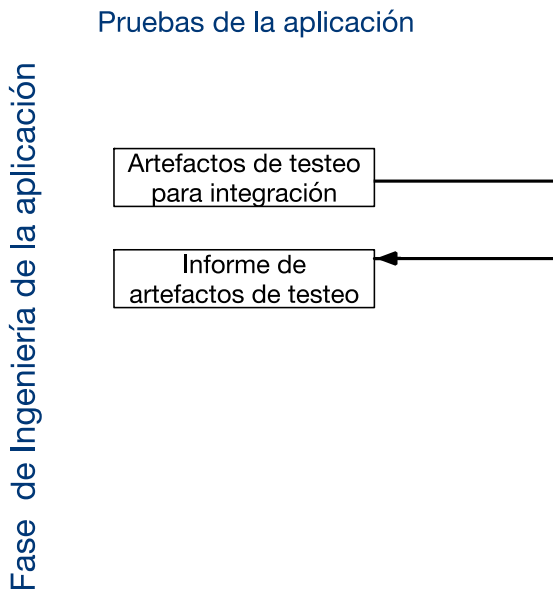 Pruebas de la aplicación
Fase de Ingeniería de la aplicación
Artefactos de testeo
para integración
Informe de
artefactos de testeo